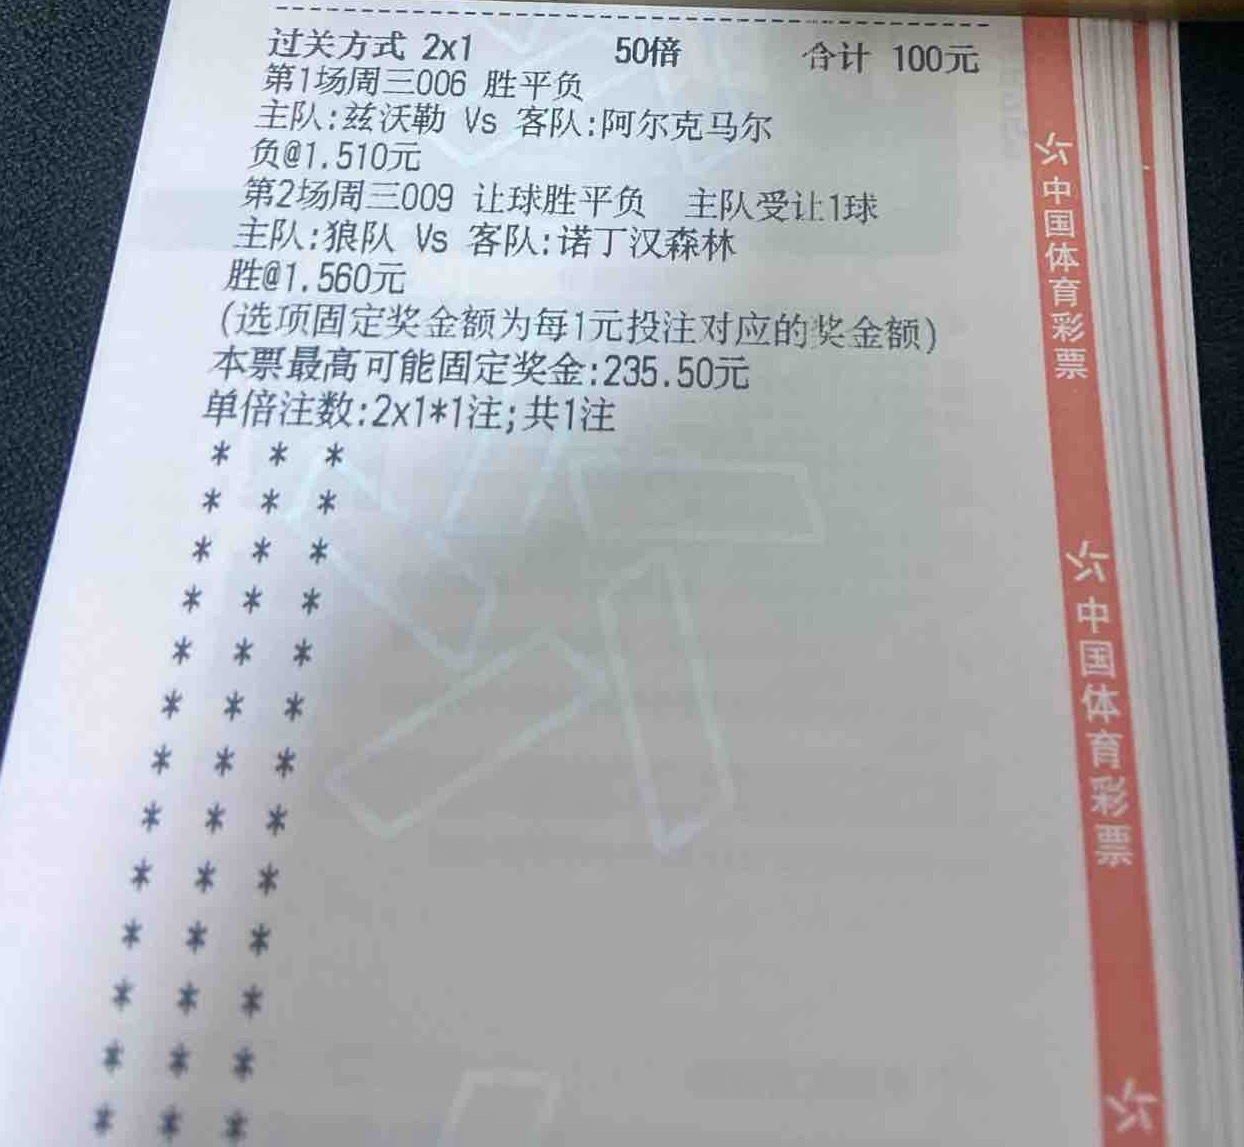 过关方式 2x1 50倍 合计 100元
第1场周三006 胜平负
主队:兹沃勒 Vs 客队:阿尔克马尔
负@1.510元
第2场周三009 让球胜平负 主队受让1球
主队:狼队 Vs 客队:诺丁汉森林
胜@1.560元
(选项固定奖金额为每1元投注对应的奖金额)
本票最高可能固定奖金:235.50元
单倍注数:2x1*1注;共1注
* * *
* * *
* * *
* * *
* * *
* * *
* * *
* * *
* * *
* * *
* * *
* * *
* * *
中国体育彩票
中国体育彩票